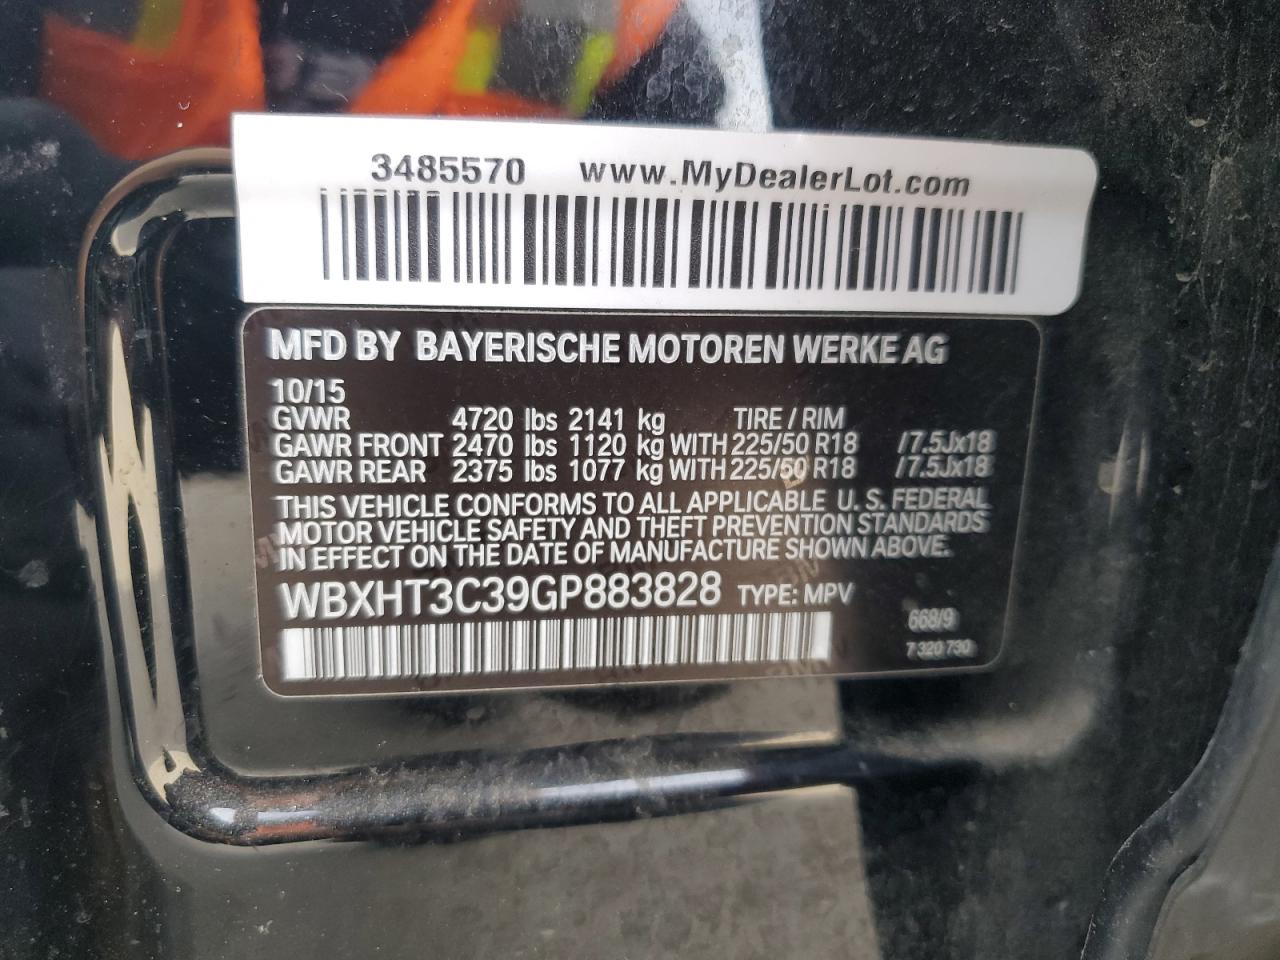 3485570 www.MyDealerLot.com
MFD BY BAYERISCHE MOTOREN WERKE AG
10/15
GVWR 4720 lbs 2141 kg TIRE / RIM
GAWR FRONT 2470 lbs 1120 kg WITH 225/50 R18 /7.5Jx18
GAWR REAR 2375 lbs 1077 kg WITH 225/50 R18 /7.5Jx18
THIS VEHICLE CONFORMS TO ALL APPLICABLE U. S. FEDERAL
MOTOR VEHICLE SAFETY AND THEFT PREVENTION STANDARDS
IN EFFECT ON THE DATE OF MANUFACTURE SHOWN ABOVE.
WBXHT3C39GP883828 TYPE: MPV
668/9
7 320 730